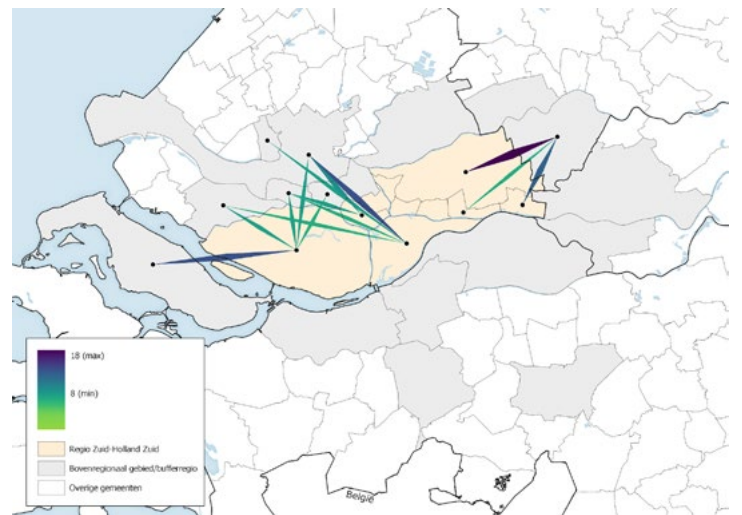 België
18 (max)
8 (min)
Regio Zuid-Holland Zuid
Bovenregionaal gebied/bufferregio
Overige gemeenten